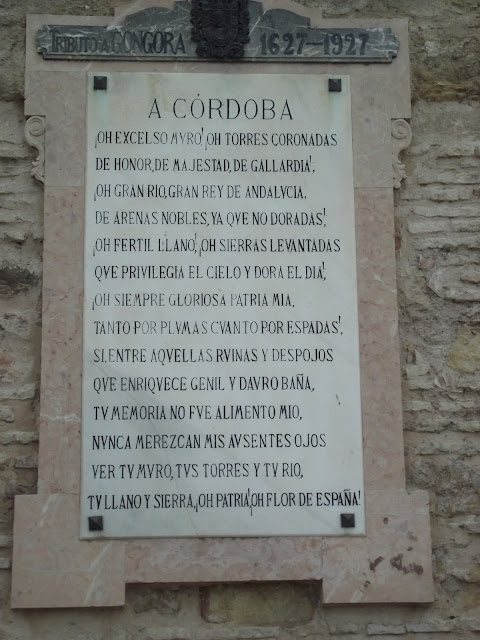 TRIBUTO A GONGORA 1627-1927
A CÓRDOBA
¡OH EXCELSO MVRO! ¡OH TORRES CORONADAS
DE HONOR, DE MAJESTAD, DE GALLARDIA!,
¡OH GRAN RIO, GRAN REY DE ANDALVCIA,
DE ARENAS NOBLES, YA QVE NO DORADAS!,
¡OH FERTIL LLANO! ¡OH SIERRAS LEVANTADAS
QVE PRIVILEGIA EL CIELO Y DORA EL DIA!,
¡OH SIEMPRE GLORIOSA PATRIA MIA,
TANTO POR PLVMAS CVANTO POR ESPADAS!,
SI, ENTRE AQVELLAS RVINAS Y DESPOJOS
QVE ENRIQVECE GENIL Y DAVRO BAÑA,
TV MEMORIA NO FVE ALIMENTO MIO,
NVNCA MEREZCAN MIS AVSENTES OJOS
VER TV MVRO, TVS TORRES Y TV RIO,
TV LLANO Y SIERRA, ¡OH PATRIA! ¡OH FLOR DE ESPAÑA!